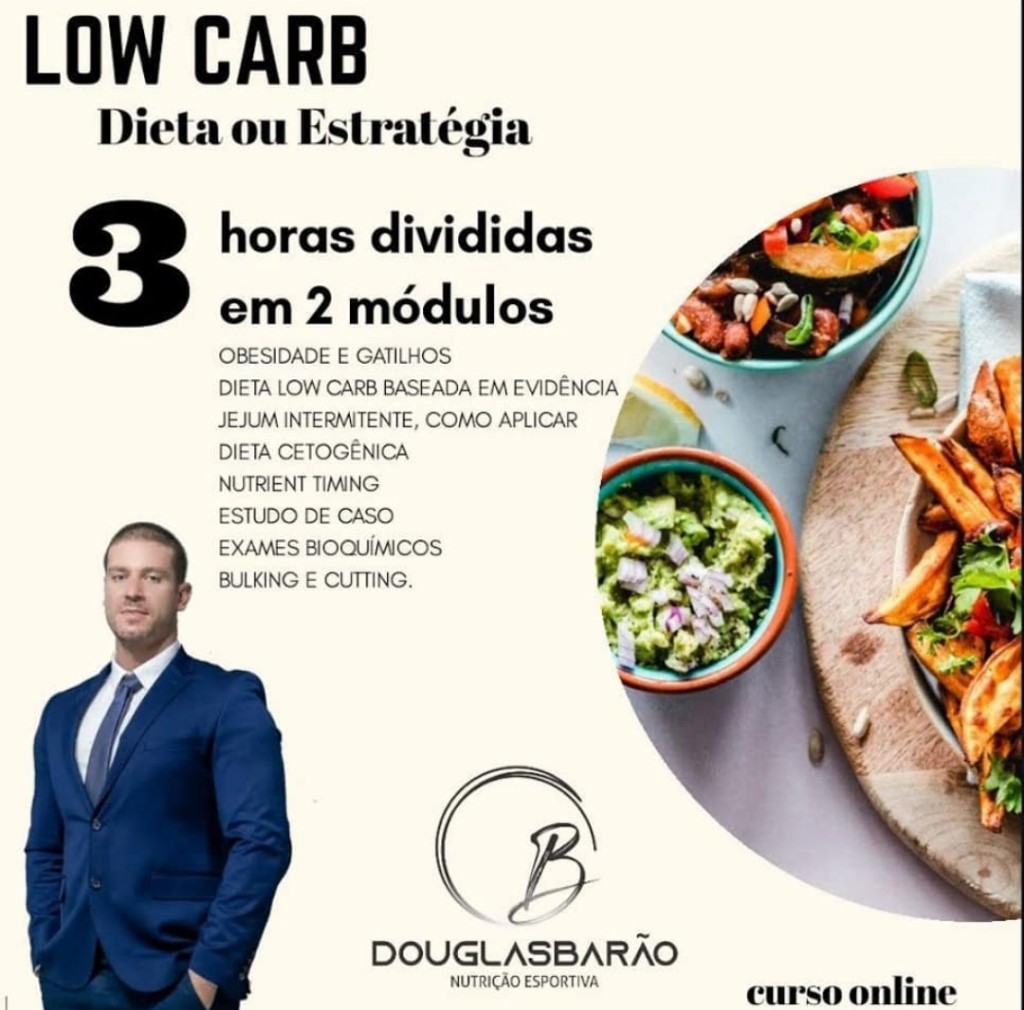 LOW CARB
Dieta ou Estratégia
3
horas divididas
em 2 módulos
OBESIDADE E GATILHOS
DIETA LOW CARB BASEADA EM EVIDÊNCIA
JEJUM INTERMITENTE, COMO APLICAR
DIETA CETOGÊNICA
NUTRIENT TIMING
ESTUDO DE CASO
EXAMES BIOQUÍMICOS
BULKING E CUTTING.
B
DOUGLASBARÃO
NUTRIÇÃO ESPORTIVA
curso online